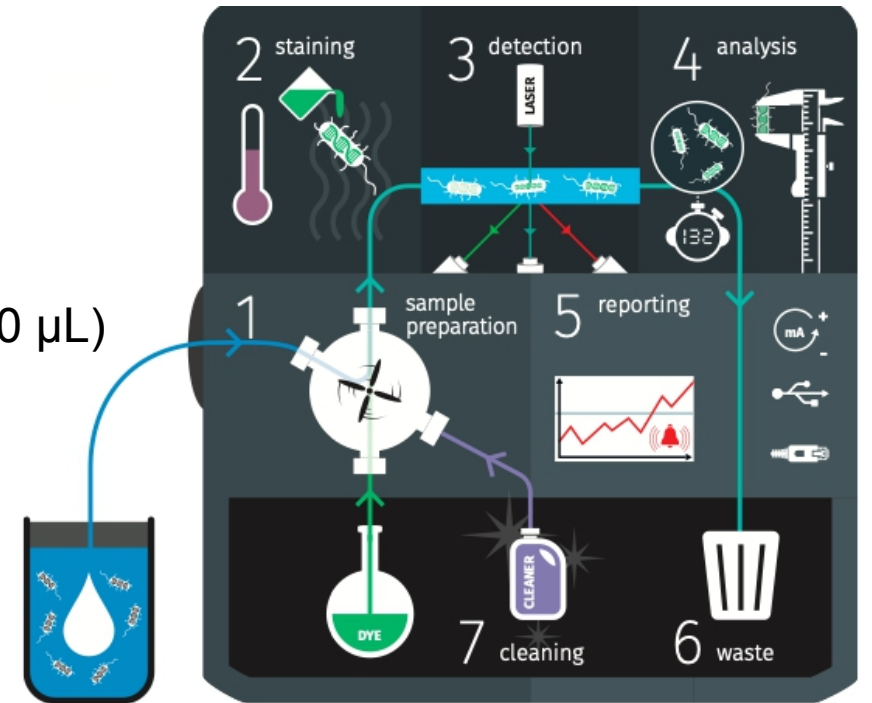 2 staining
3 detection
4 analysis
LASER
132
0 µL)
1 sample
preparation
5 reporting
mA
+
-
DYE
CLEANER
7 cleaning
6 waste